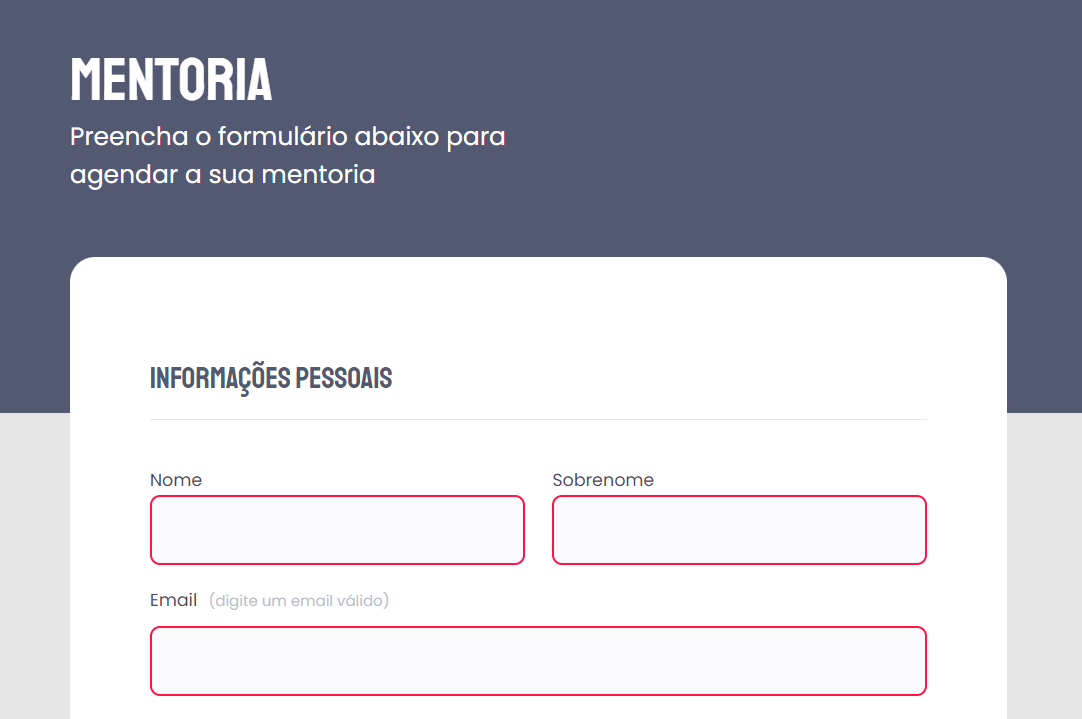 MENTORIA
Preencha o formulário abaixo para
agendar a sua mentoria
INFORMAÇÕES PESSOAIS
Nome
Sobrenome
Email (digite um email válido)